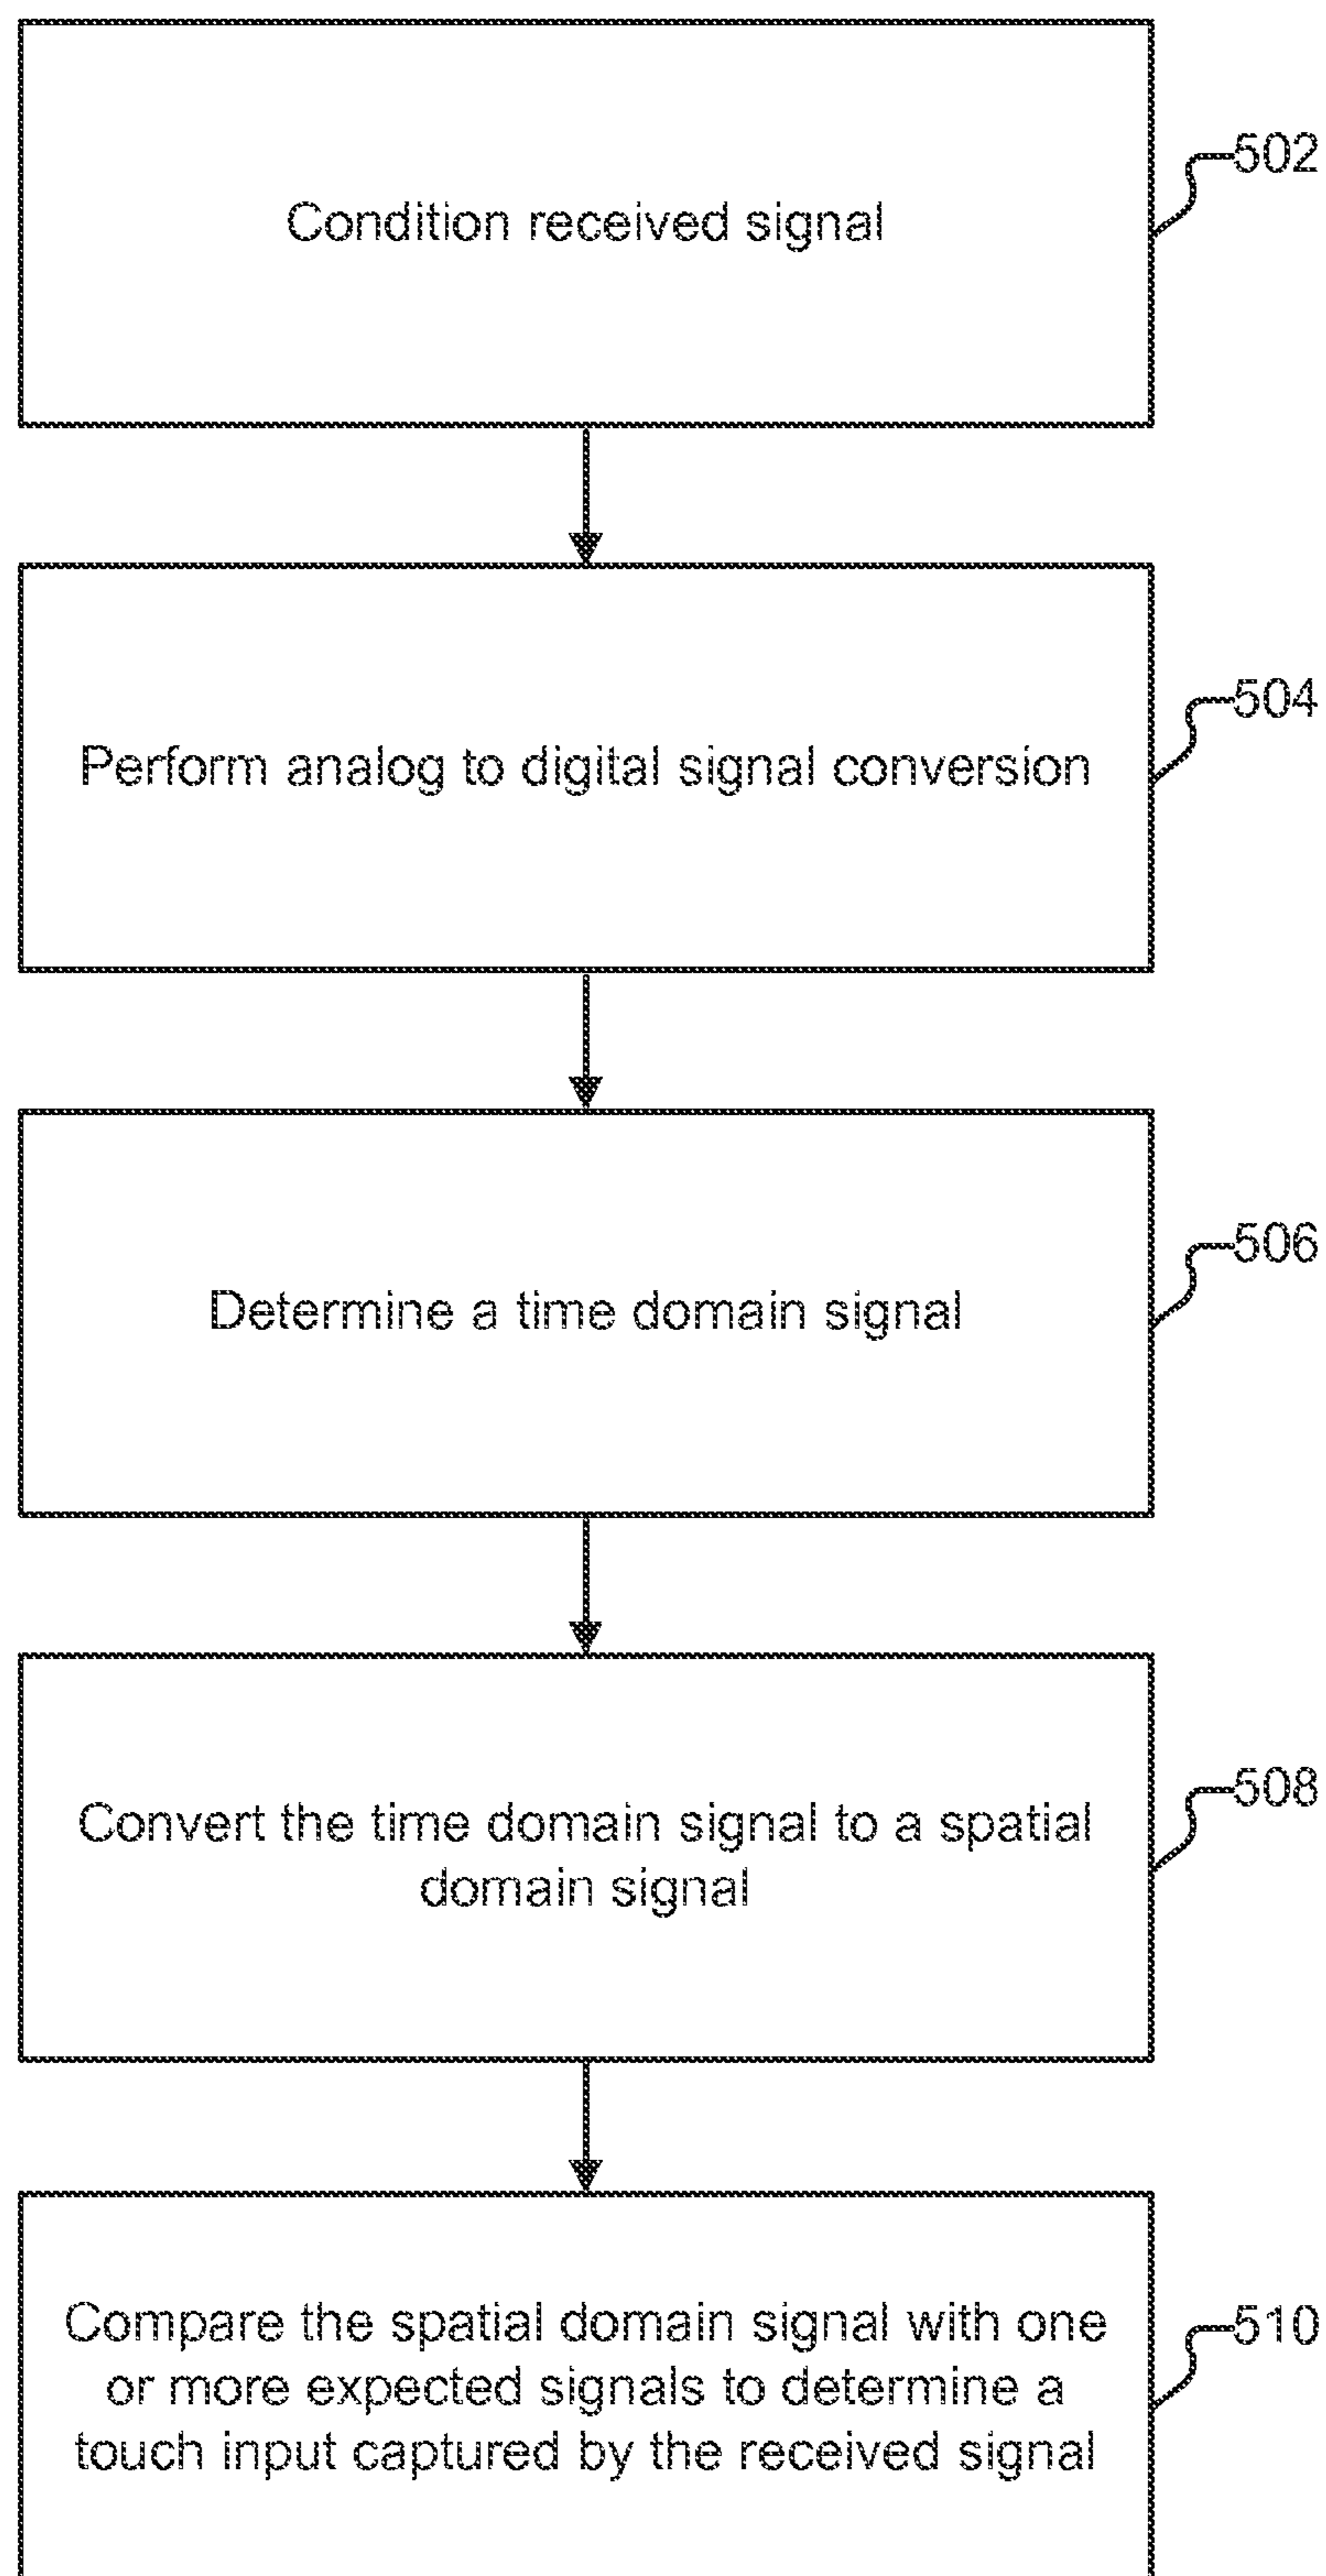 Condition received signal
502
Perform analog to digital signal conversion
504
Determine a time domain signal
506
Convert the time domain signal to a spatial
domain signal
508
Compare the spatial domain signal with one
or more expected signals to determine a
touch input captured by the received signal
510